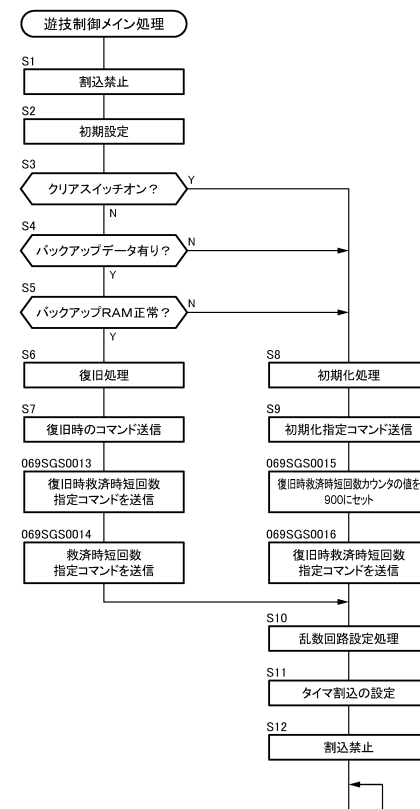 遊技制御メイン処理
S1
割込禁止
S2
初期設定
S3
クリアスイッチオン？
Y
N
S4
バックアップデータ有り？
N
Y
S5
バックアップRAM正常？
N
Y
S6
復旧処理
S7
復旧時のコマンド送信
069SGS0013
復旧時救済時短回数
指定コマンドを送信
069SGS0014
救済時短回数
指定コマンドを送信
S8
初期化処理
S9
初期化指定コマンド送信
069SGS0015
復旧時救済時短回数カウンタの値を
900にセット
069SGS0016
復旧時救済時短回数
指定コマンドを送信
S10
乱数回路設定処理
S11
タイマ割込の設定
S12
割込禁止